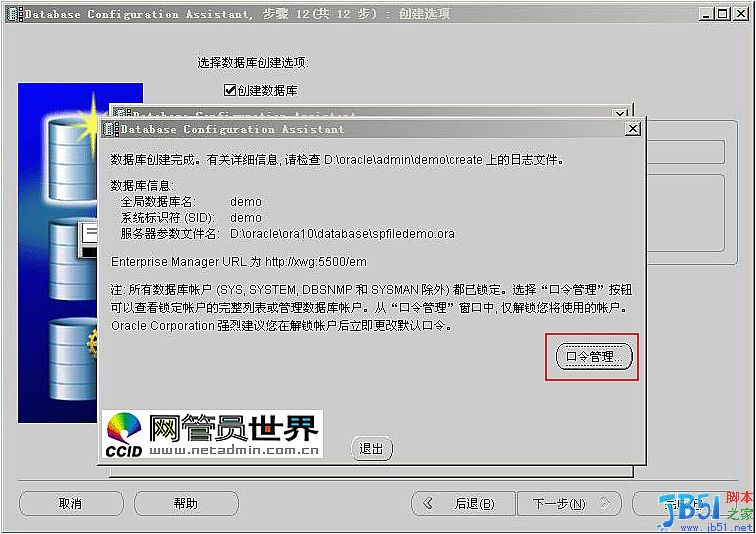 Database Configuration Assistant, 步骤 12(共 12 步) : 创建选项
选择数据库创建选项:
创建数据库
Database Configuration Assistant
Database Configuration Assistant
数据库创建完成。有关详细信息, 请检查 D:\oracle\admin\demo\create 上的日志文件。
数据库信息:
全局数据库名: demo
系统标识符 (SID): demo
服务器参数文件名: D:\oracle\ora10\database\spfiledemo.ora
Enterprise Manager URL 为 http://xwg:5500/em
注: 所有数据库帐户 (SYS, SYSTEM, DBSNMP 和 SYSMAN 除外) 都已锁定。选择“口令管理”按钮
可以查看锁定帐户的完整列表或管理数据库帐户。从“口令管理”窗口中, 仅解锁您将使用的帐户。
Oracle Corporation 强烈建议您在解锁帐户后立即更改默认口令。
口令管理...
CCID 网管员世界
www.netadmin.com.cn
退出
取消 帮助 后退(B) 下一步(N)
JB51 脚本之家
www.jb51.net